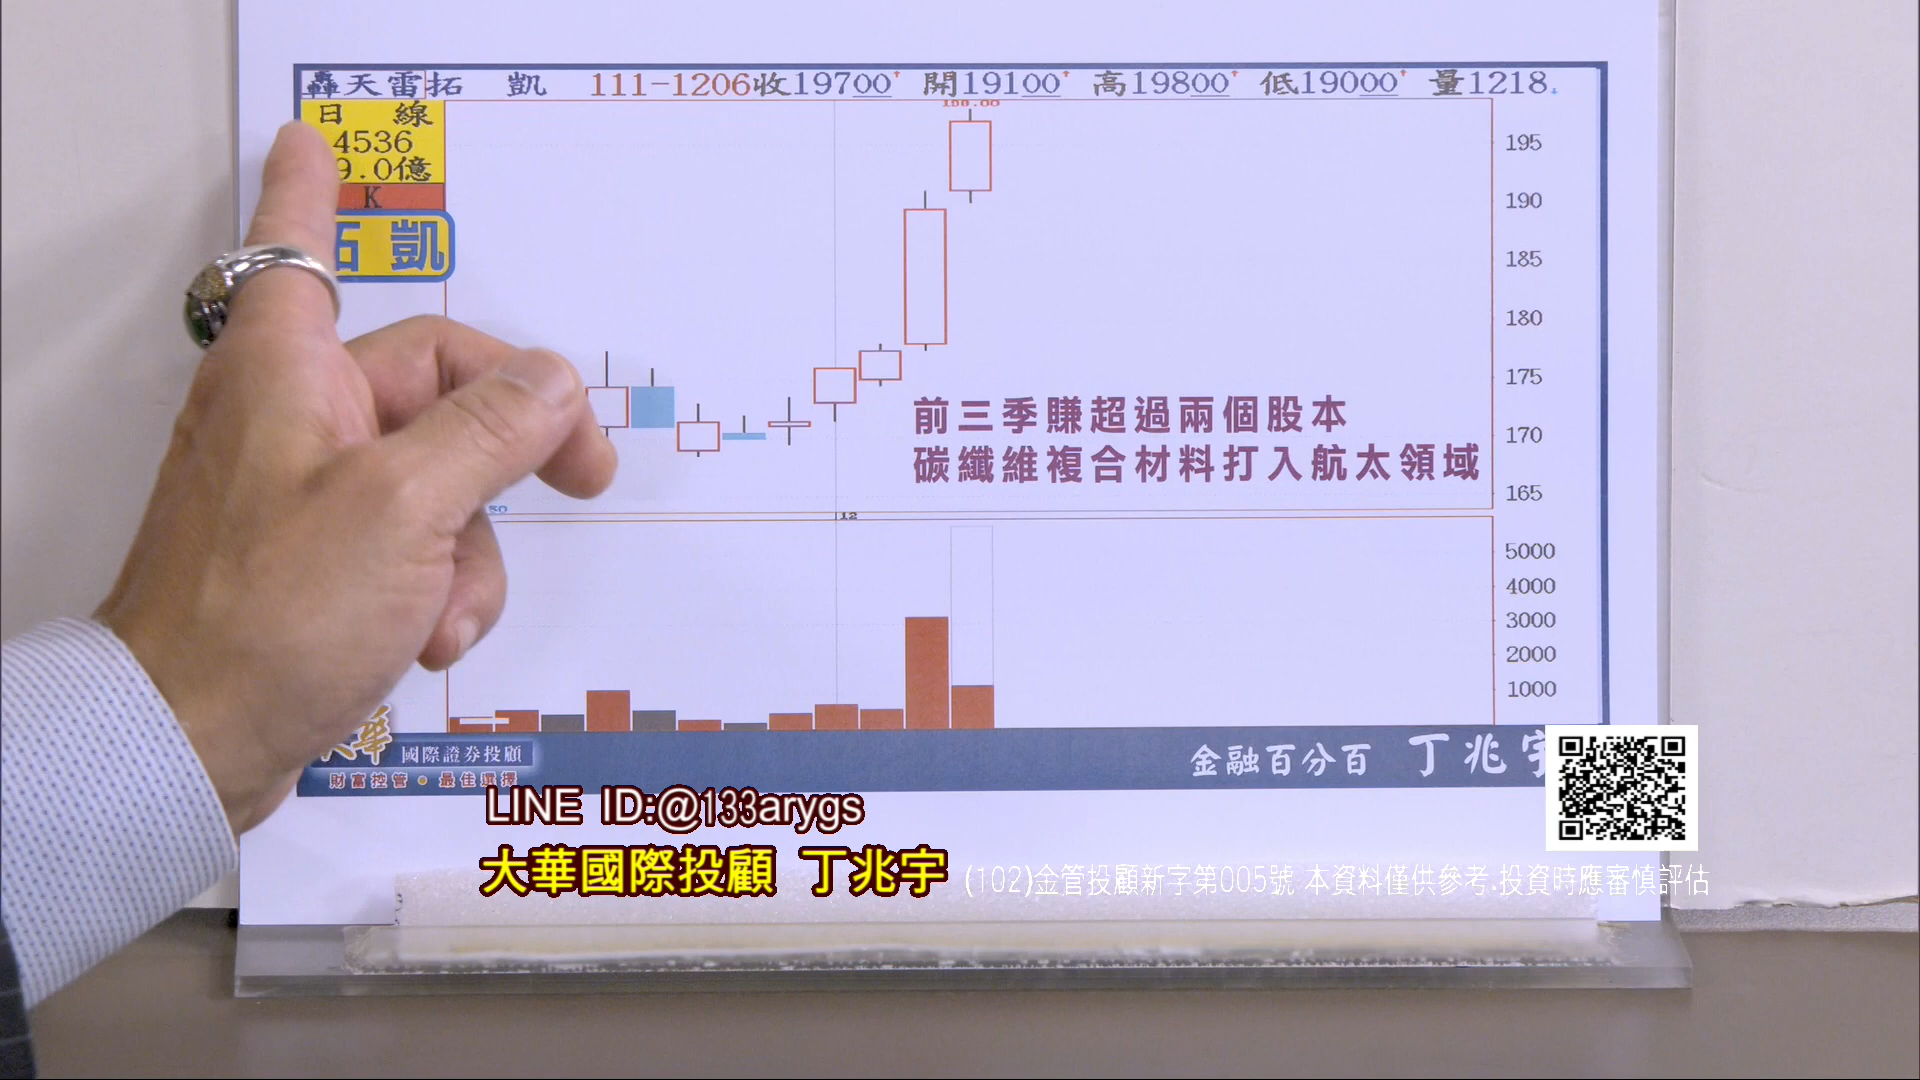 轟天雷拓 凱 111-1206收19700 開19100 高19800 低19000 量1218
日 線
4536
9.0億
K
拓 凱
198.00
195
190
185
180
175
170
165
前三季賺超過兩個股本
碳纖維複合材料打入航太領域
12
5000
4000
3000
2000
1000
大華 國際證券投顧
財富控管 • 最佳選擇
金融百分百 丁兆宇
LINE ID:@133arygs
大華國際投顧 丁兆宇 (102)金管投顧新字第005號 本資料僅供參考.投資時應審慎評估